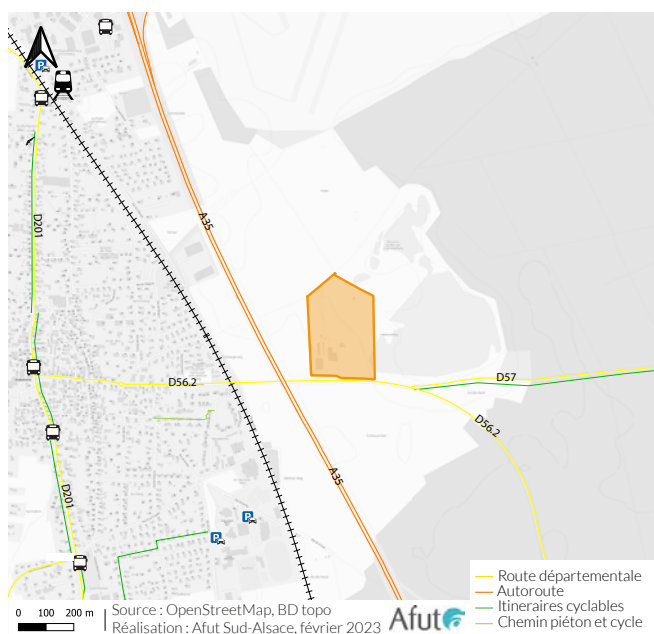 D201
A35
D56.2
D57
D56.2
A35
D201
P
P
P
Route départementale
Autoroute
Itineraires cyclables
Chemin piéton et cycle
0 100 200 m
Source : OpenStreetMap, BD topo
Réalisation : Afut Sud-Alsace, février 2023
Afut